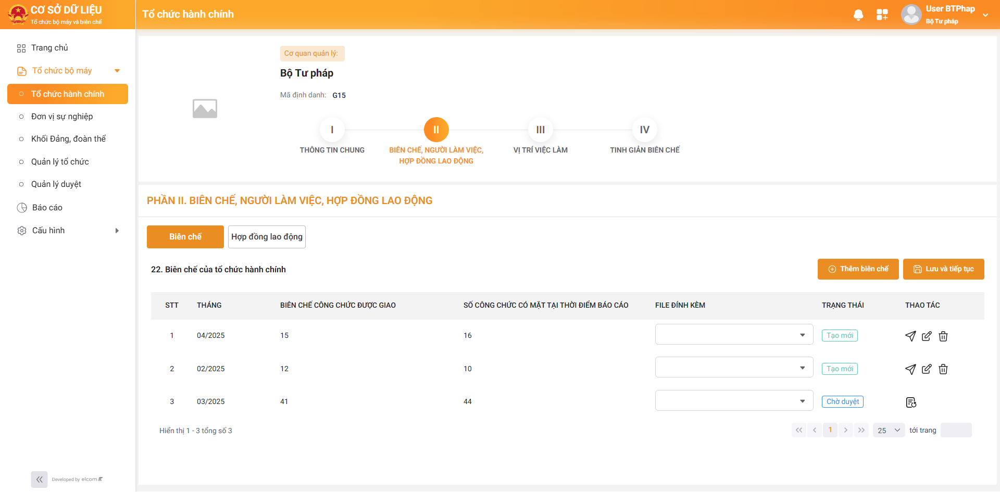 CƠ SỞ DỮ LIỆU
Tổ chức bộ máy và biên chế
Tổ chức hành chính
User BTPhap
Bộ Tư pháp
Trang chủ
Tổ chức bộ máy
Tổ chức hành chính
Đơn vị sự nghiệp
Khối Đảng, đoàn thể
Quản lý tổ chức
Quản lý duyệt
Báo cáo
Cấu hình
Developed by elcom
Cơ quan quản lý:
Bộ Tư pháp
Mã định danh: G15
I II III IV
THÔNG TIN CHUNG
BIÊN CHẾ, NGƯỜI LÀM VIỆC,
HỢP ĐỒNG LAO ĐỘNG
VỊ TRÍ VIỆC LÀM
TINH GIẢN BIÊN CHẾ
PHẦN II. BIÊN CHẾ, NGƯỜI LÀM VIỆC, HỢP ĐỒNG LAO ĐỘNG
Biên chế Hợp đồng lao động
22. Biên chế của tổ chức hành chính
Thêm biên chế Lưu và tiếp tục
STT THÁNG BIÊN CHẾ CÔNG CHỨC ĐƯỢC GIAO SỐ CÔNG CHỨC CÓ MẶT TẠI THỜI ĐIỂM BÁO CÁO FILE ĐÍNH KÈM TRẠNG THÁI THAO TÁC
1 04/2025 15 16 Tạo mới
2 02/2025 12 10 Tạo mới
3 03/2025 41 44 Chờ duyệt
Hiển thị 1 - 3 tổng số 3
1 25 tới trang